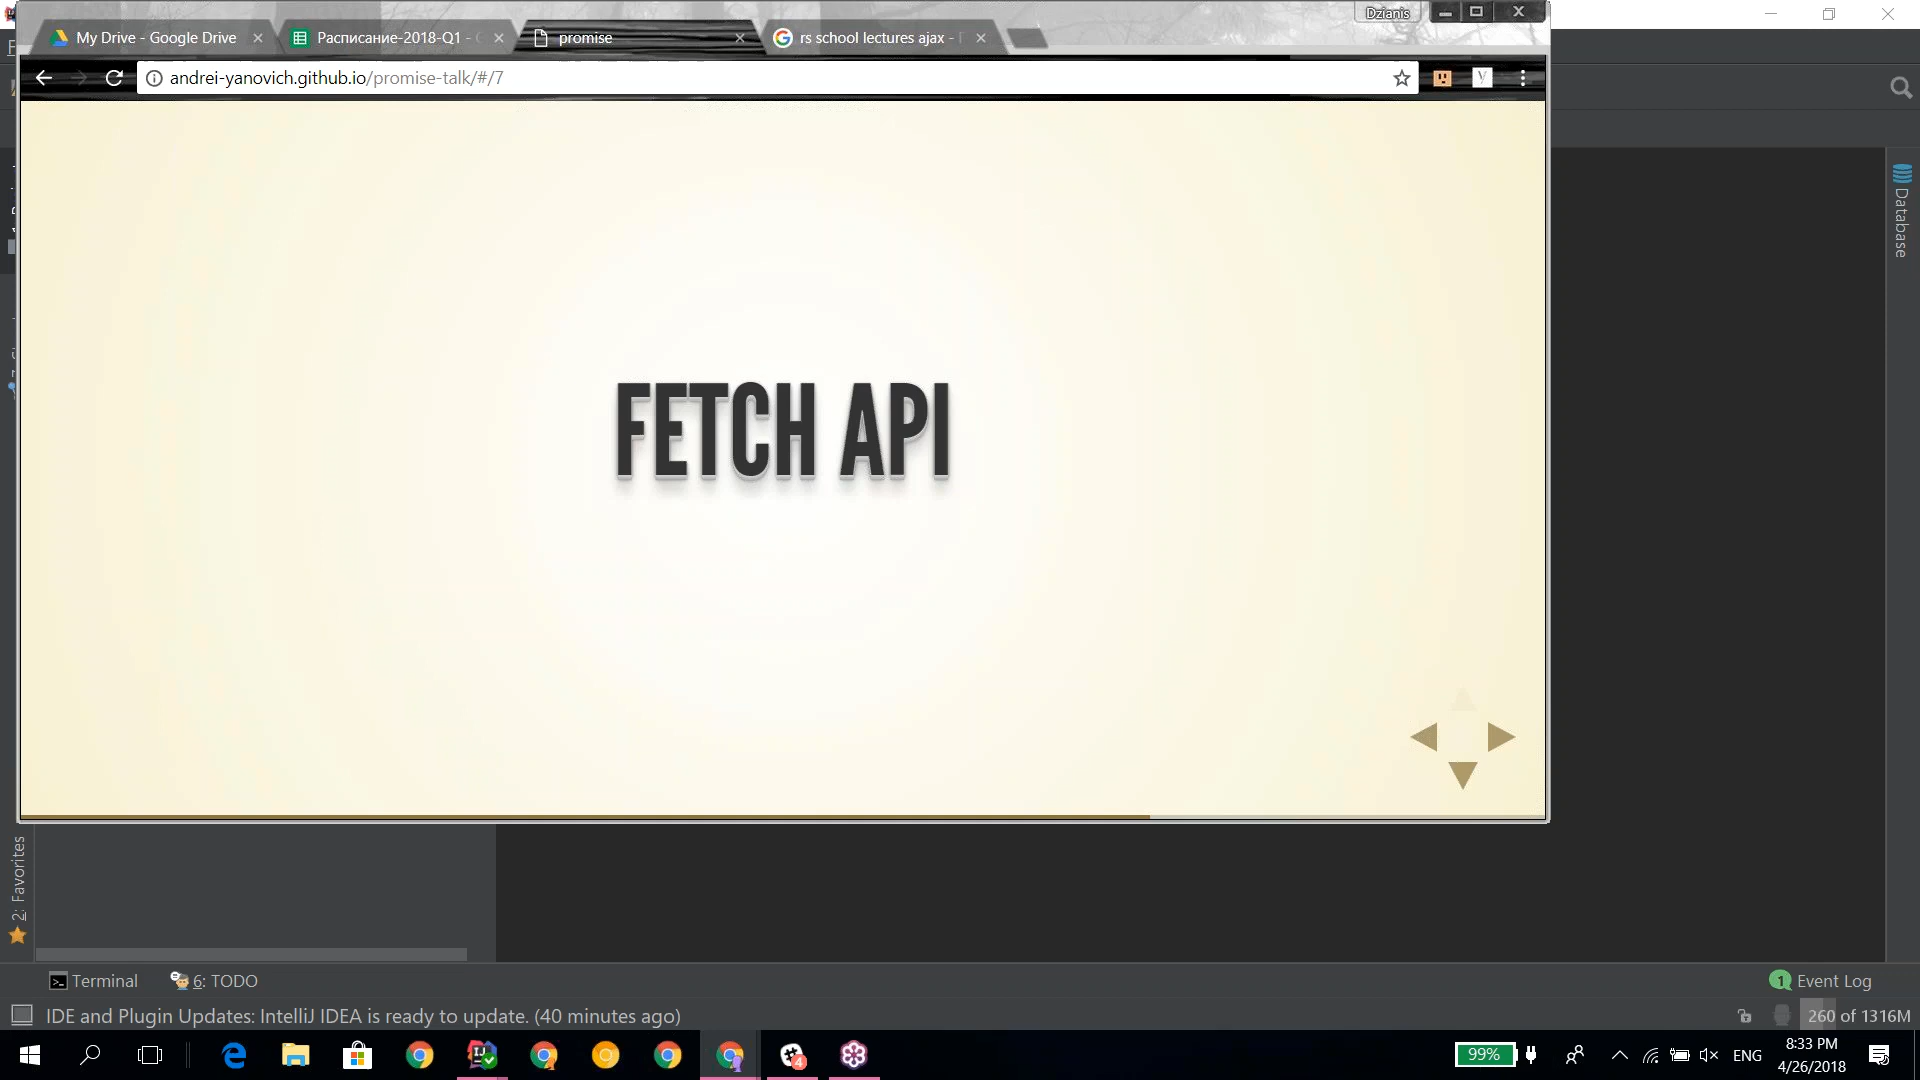 Dzianis
My Drive - Google Drive
Расписание-2018-Q1 -
promise
rs school lectures ajax -
andrei-yanovich.github.io/promise-talk/#/7
FETCH API
Database
2: Favorites
Terminal
6: TODO
1 Event Log
IDE and Plugin Updates: IntelliJ IDEA is ready to update. (40 minutes ago)
260 of 1316M
99%
ENG
8:33 PM
4/26/2018